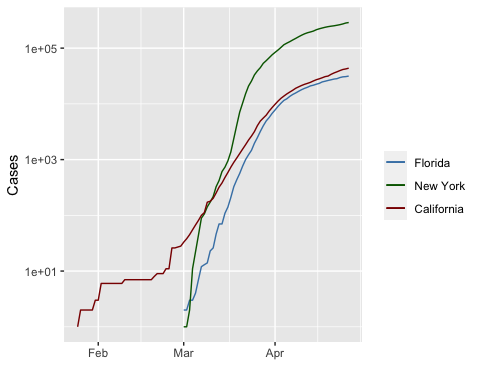 1e+05
1e+03
1e+01
Cases
Feb
Mar
Apr
Florida
New York
California